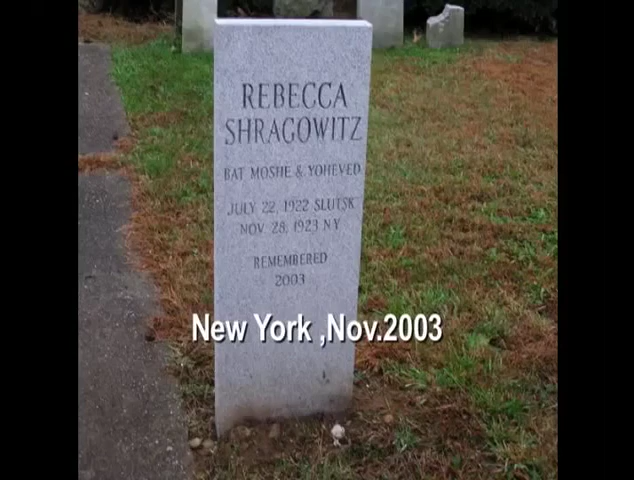 REBECCA
SHRAGOWITZ
BAT MOSHE & YOHEVED
JULY 22, 1922 SLUTSK
NOV 28, 1923 NY
REMEMBERED
2003
New York ,Nov.2003